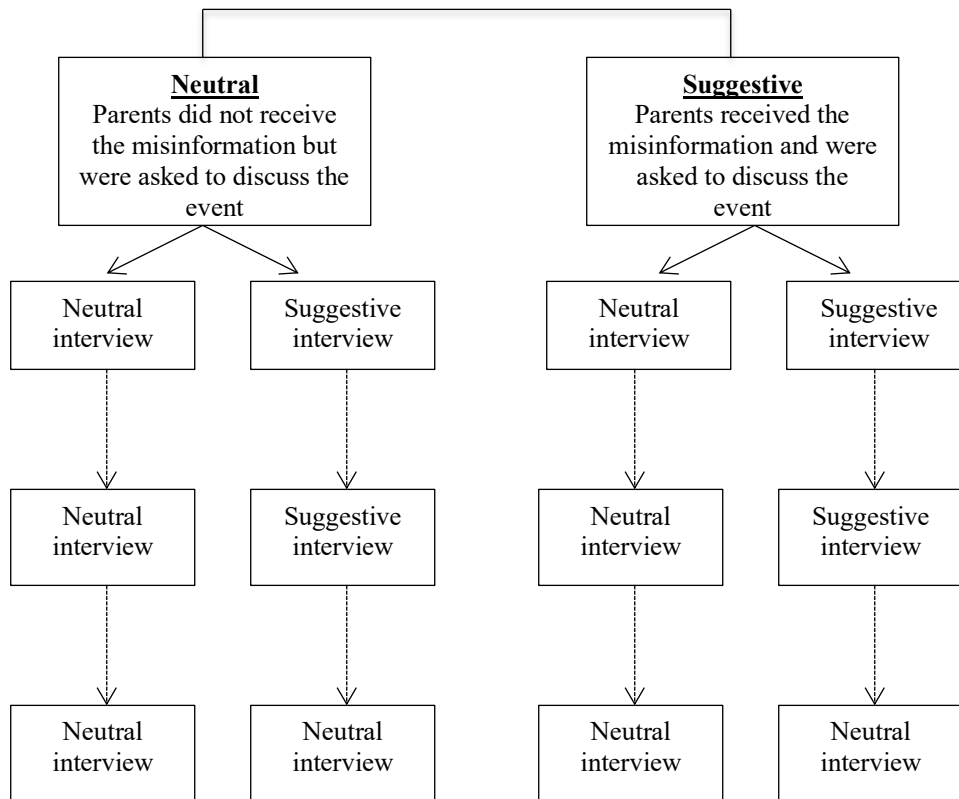 Neutral
Parents did not receive
the misinformation but
were asked to discuss the
event
Suggestive
Parents received the
misinformation and were
asked to discuss the
event
Neutral
interview
Suggestive
interview
Neutral
interview
Suggestive
interview
Neutral
interview
Suggestive
interview
Neutral
interview
Suggestive
interview
Neutral
interview
Neutral
interview
Neutral
interview
Neutral
interview